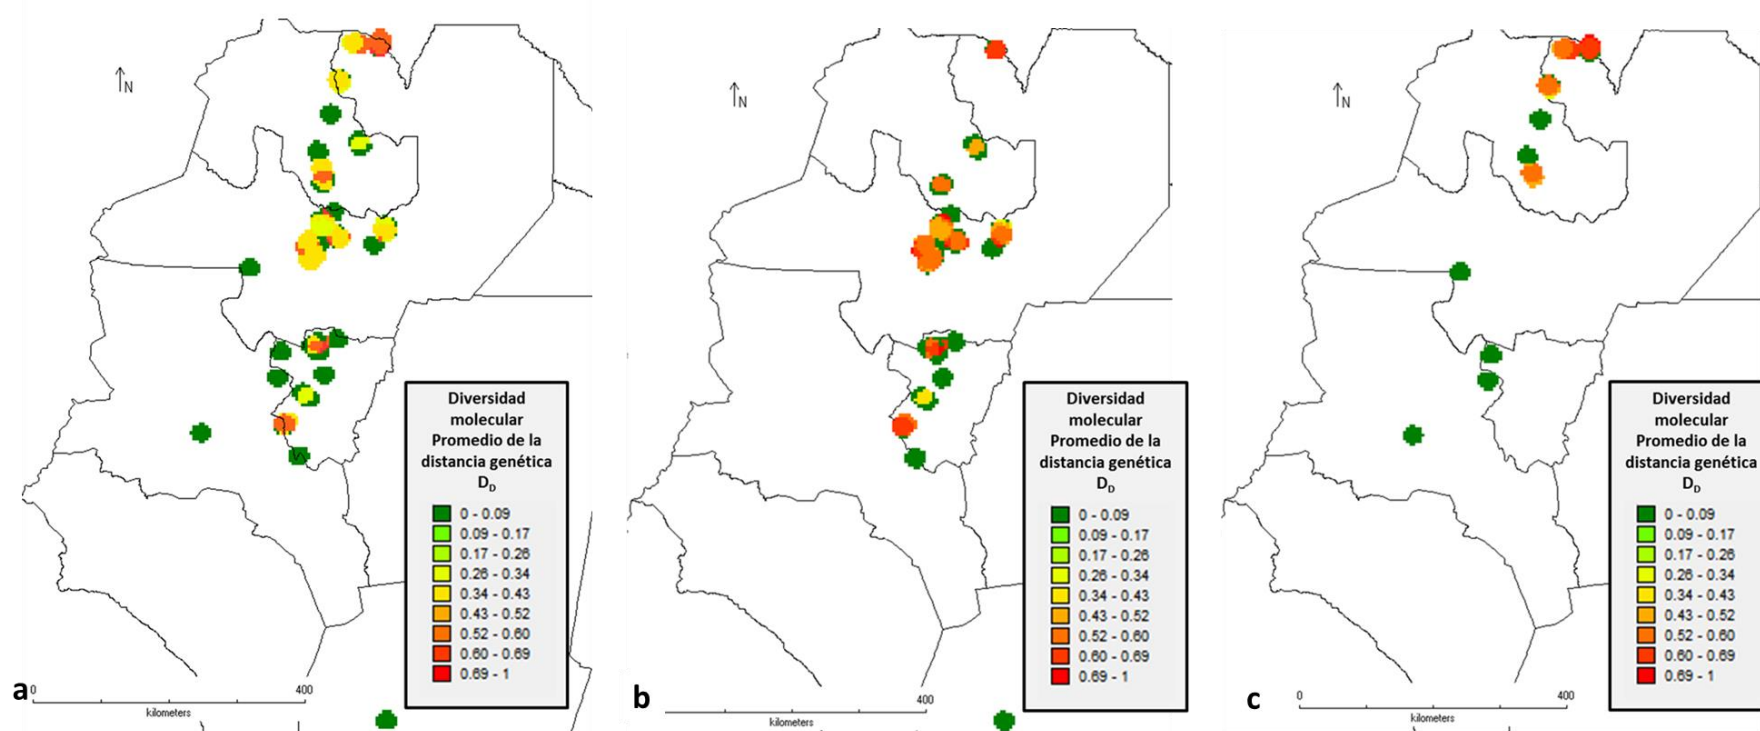 N
Diversidad
molecular
Promedio de la
distancia genética
D_D
0 - 0.09
0.09 - 0.17
0.17 - 0.26
0.26 - 0.34
0.34 - 0.43
0.43 - 0.52
0.52 - 0.60
0.60 - 0.69
0.69 - 1
a
0
400
kilometers
N
Diversidad
molecular
Promedio de la
distancia genética
D_D
0 - 0.09
0.09 - 0.17
0.17 - 0.26
0.26 - 0.34
0.34 - 0.43
0.43 - 0.52
0.52 - 0.60
0.60 - 0.69
0.69 - 1
b
400
kilometers
N
Diversidad
molecular
Promedio de la
distancia genética
D_D
0 - 0.09
0.09 - 0.17
0.17 - 0.26
0.26 - 0.34
0.34 - 0.43
0.43 - 0.52
0.52 - 0.60
0.60 - 0.69
0.69 - 1
c
0
400
kilometers